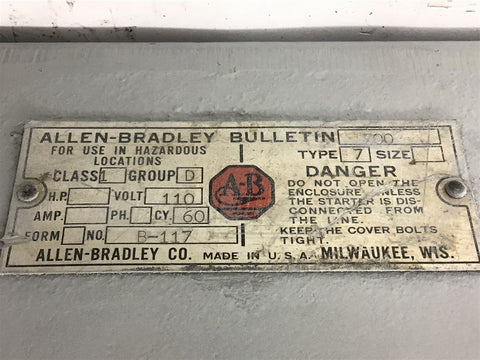 ALLEN-BRADLEY BULLETIN 700
FOR USE IN HAZARDOUS LOCATIONS
CLASS 1 GROUP D
H.P. VOLT 110
AMP. PH. CY. 60
FORM NO. B-117
A-B
TYPE 7 SIZE
DANGER
DO NOT OPEN THE
ENCLOSURE UNLESS
THE STARTER IS DIS-
CONNECTED FROM
THE LINE.
KEEP THE COVER BOLTS
TIGHT.
ALLEN-BRADLEY CO. MADE IN U.S.A. MILWAUKEE, WIS.